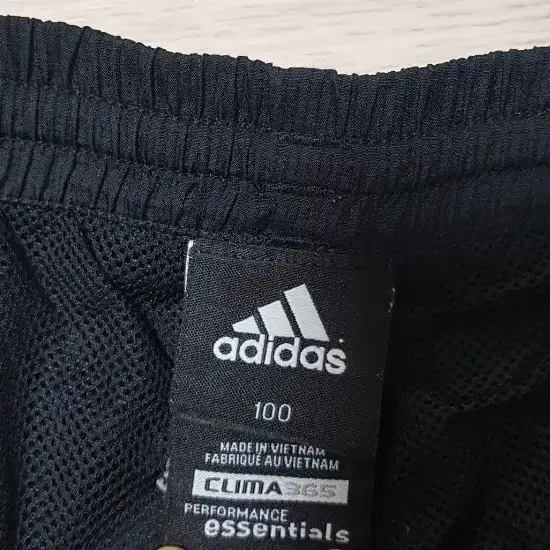 adidas
100
MADE IN VIETNAM
FABRIQUÉ AU VIETNAM
CLIMA365
PERFORMANCE
essentials